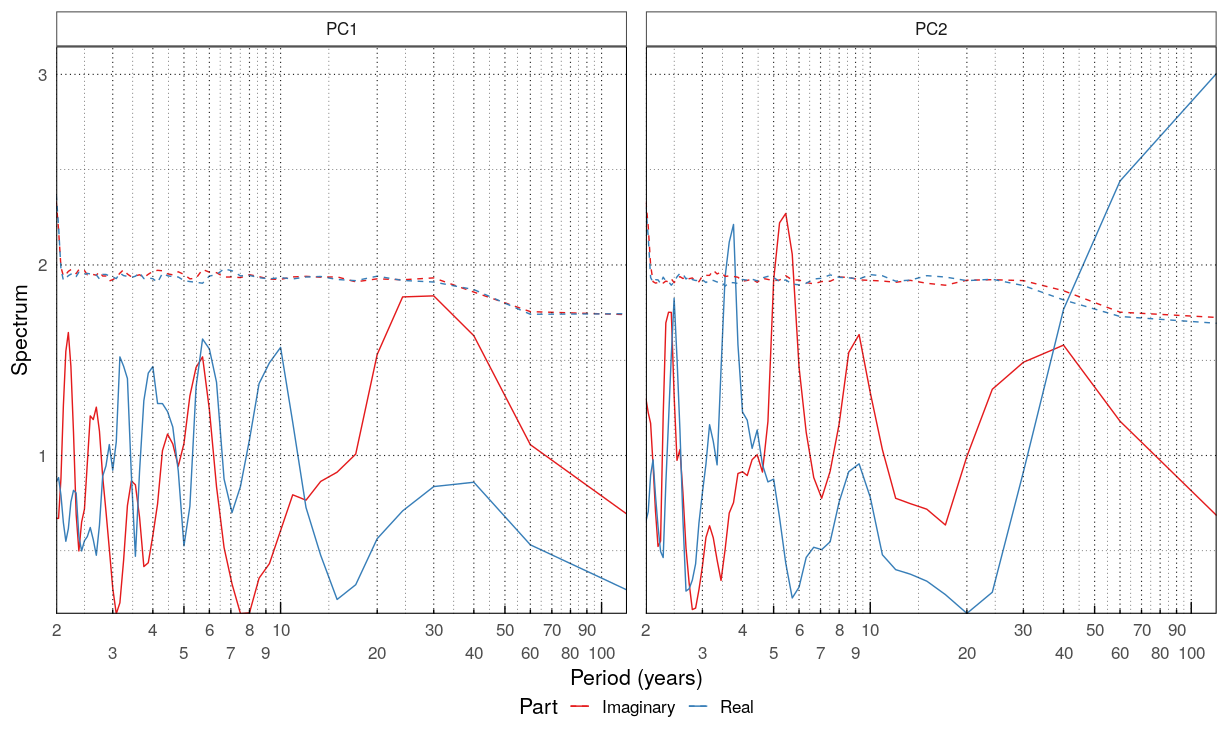 PC1 PC2
3
2
1
Spectrum
2 4 6 8 10 30 50 70 90 2 4 6 8 10 30 50 70 90
3 5 7 9 20 40 60 80 100 3 5 7 9 20 40 60 80 100
Period (years)
Part Imaginary Real